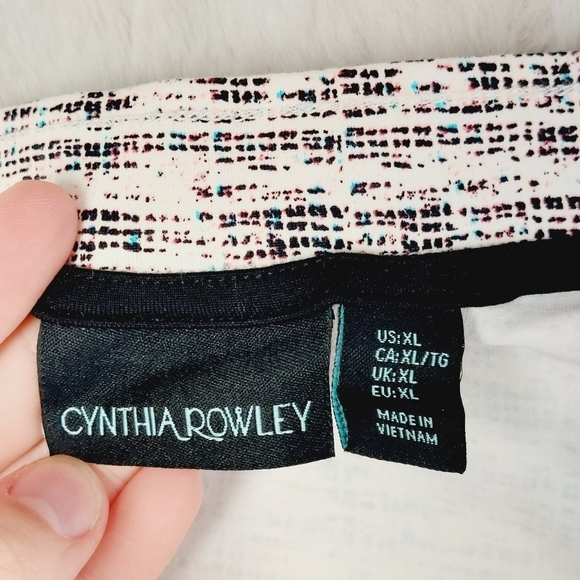 CYNTHIA ROWLEY
US:XL
CA:XL/TG
UK:XL
EU:XL
MADE IN
VIETNAM